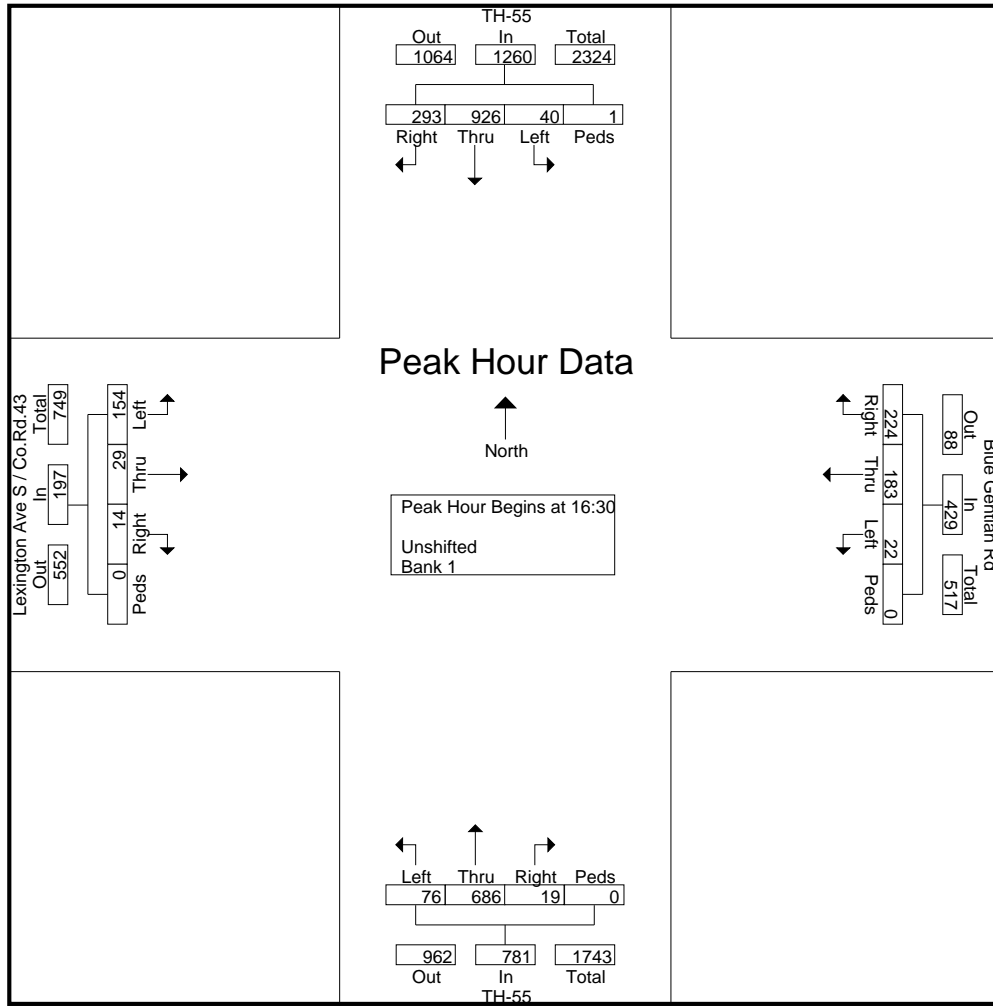 TH-55
Out In Total
1064 1260 2324
293 926 40 1
Right Thru Left Peds
Peak Hour Data
North
Peak Hour Begins at 16:30
Unshifted
Bank 1
Lexington Ave S / Co.Rd.43
Total In Out
749 197 552
154 29 14 0
Left Thru Right Peds
Blue Gentian Rd
Out In Total
88 429 517
224 183 22 0
Right Thru Left Peds
Left Thru Right Peds
76 686 19 0
962 781 1743
Out In Total
TH-55